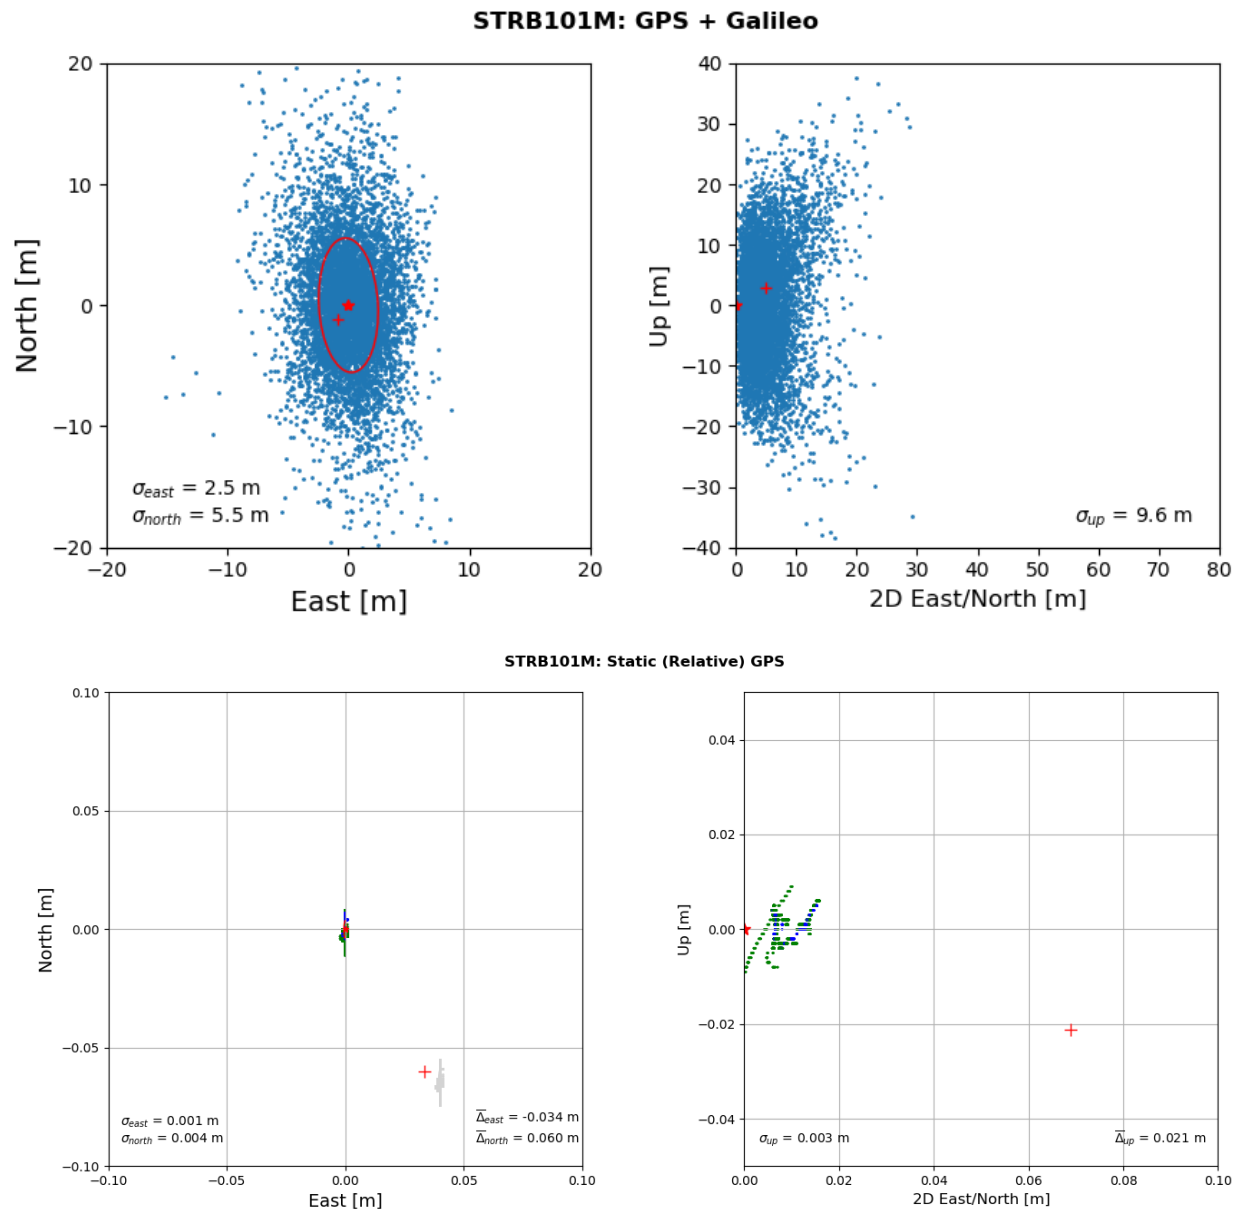 STRB101M: GPS + Galileo
20
10
0
−10
−20
North [m]
σeast = 2.5 m
σnorth = 5.5 m
−20
−10
0
10
20
East [m]
40
30
20
10
0
−10
−20
−30
−40
Up [m]
σup = 9.6 m
0
10
20
30
40
50
60
70
80
2D East/North [m]
STRB101M: Static (Relative) GPS
0.10
0.05
0.00
−0.05
−0.10
North [m]
σeast = 0.001 m
σnorth = 0.004 m
Δ̅east = -0.034 m
Δ̅north = 0.060 m
−0.10
−0.05
0.00
0.05
0.10
East [m]
0.04
0.02
0.00
−0.02
−0.04
Up [m]
σup = 0.003 m
Δ̅up = 0.021 m
0.00
0.02
0.04
0.06
0.08
0.10
2D East/North [m]